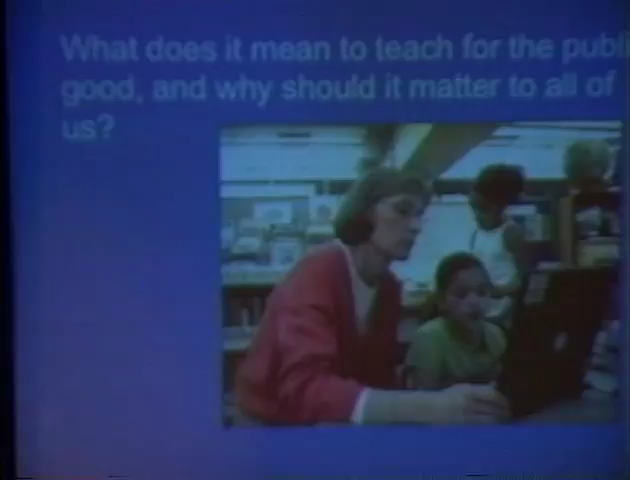 What does it mean to teach for the publi
good, and why should it matter to all of
us?